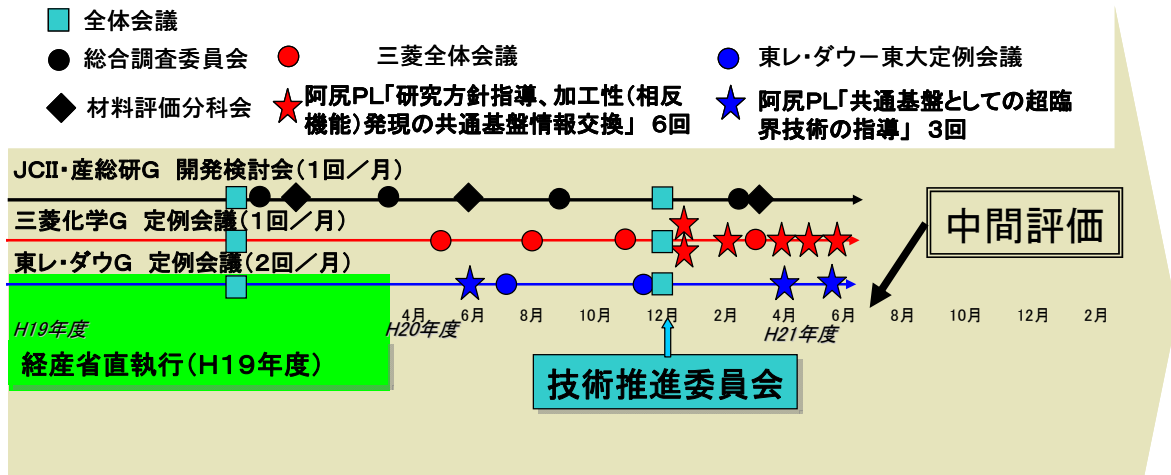 全体会議
総合調査委員会
三菱全体会議
東レ・ダウー東大定例会議
材料評価分科会
阿尻PL「研究方針指導、加工性(相反
機能)発現の共通基盤情報交換」 6回
阿尻PL「共通基盤としての超臨
界技術の指導」 3回
JCII・産総研G 開発検討会(1回/月)
三菱化学G 定例会議(1回/月)
東レ・ダウG 定例会議(2回/月)
中間評価
4月 6月 8月 10月 12月 2月 4月 6月 8月 10月 12月 2月
H19年度 H20年度 H21年度
経産省直執行(H19年度)
技術推進委員会